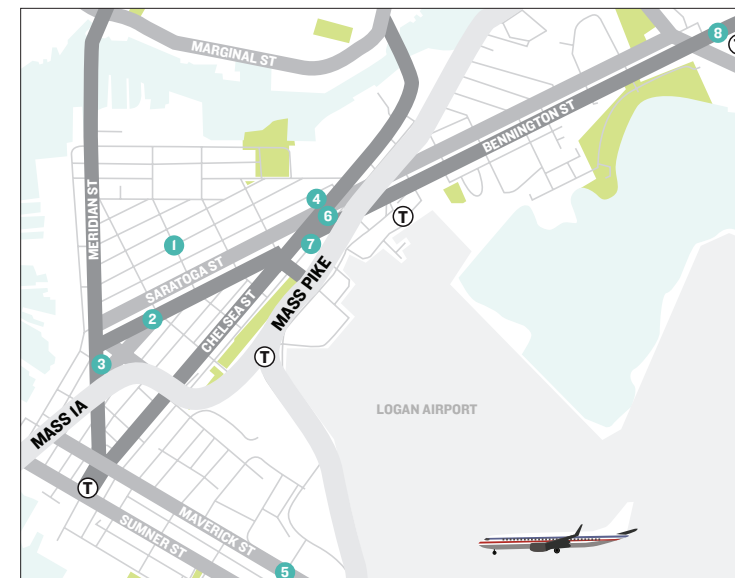 MARGINAL ST
8
T
BENNINGTON ST
MERIDIAN ST
4
6
T
I
7
SARATOGA ST
MASS PIKE
2
CHELSEA ST
3
T
LOGAN AIRPORT
MASS IA
T
MAVERICK ST
SUMNER ST
5